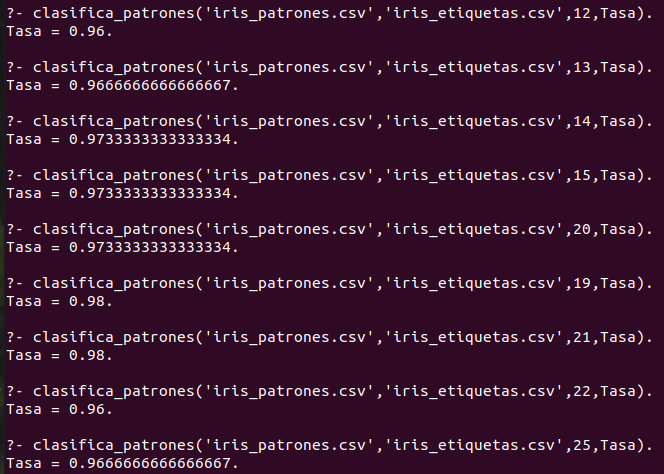 ?- clasifica_patrones('iris_patrones.csv','iris_etiquetas.csv',12,Tasa).
Tasa = 0.96.
?- clasifica_patrones('iris_patrones.csv','iris_etiquetas.csv',13,Tasa).
Tasa = 0.9666666666666667.
?- clasifica_patrones('iris_patrones.csv','iris_etiquetas.csv',14,Tasa).
Tasa = 0.9733333333333334.
?- clasifica_patrones('iris_patrones.csv','iris_etiquetas.csv',15,Tasa).
Tasa = 0.9733333333333334.
?- clasifica_patrones('iris_patrones.csv','iris_etiquetas.csv',20,Tasa).
Tasa = 0.9733333333333334.
?- clasifica_patrones('iris_patrones.csv','iris_etiquetas.csv',19,Tasa).
Tasa = 0.98.
?- clasifica_patrones('iris_patrones.csv','iris_etiquetas.csv',21,Tasa).
Tasa = 0.98.
?- clasifica_patrones('iris_patrones.csv','iris_etiquetas.csv',22,Tasa).
Tasa = 0.96.
?- clasifica_patrones('iris_patrones.csv','iris_etiquetas.csv',25,Tasa).
Tasa = 0.9666666666666667.